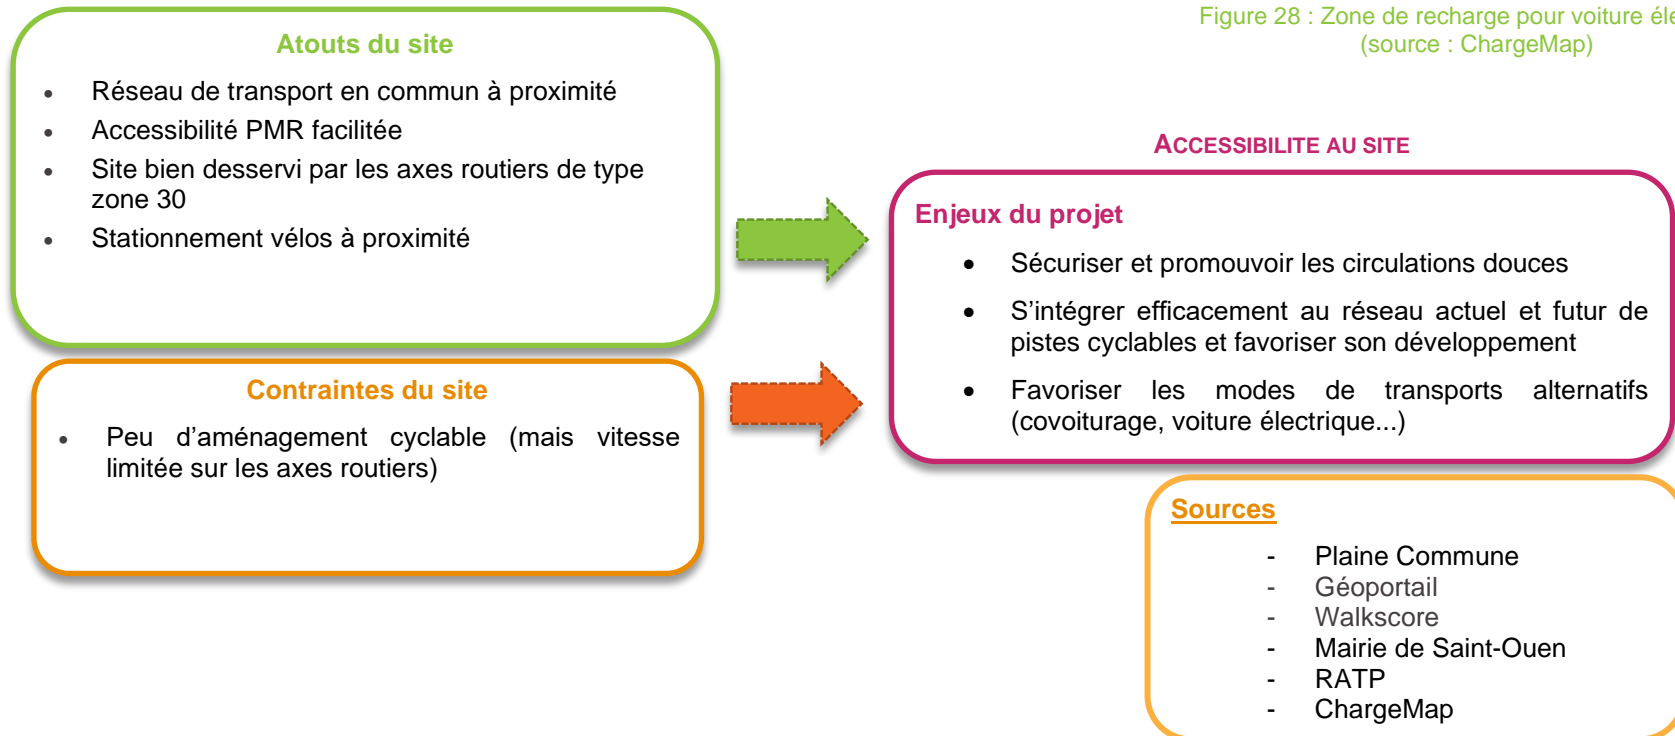 Figure 28 : Zone de recharge pour voiture
(source : ChargeMap)
Atouts du site
• Réseau de transport en commun à proximité
• Accessibilité PMR facilitée
• Site bien desservi par les axes routiers de type
zone 30
• Stationnement vélos à proximité
Contraintes du site
• Peu d’aménagement cyclable (mais vitesse
limitée sur les axes routiers)
ACCESSIBILITE AU SITE
Enjeux du projet
• Sécuriser et promouvoir les circulations douces
• S’intégrer efficacement au réseau actuel et futur de
pistes cyclables et favoriser son développement
• Favoriser les modes de transports alternatifs
(covoiturage, voiture électrique...)
Sources
- Plaine Commune
- Géoportail
- Walkscore
- Mairie de Saint-Ouen
- RATP
- ChargeMap